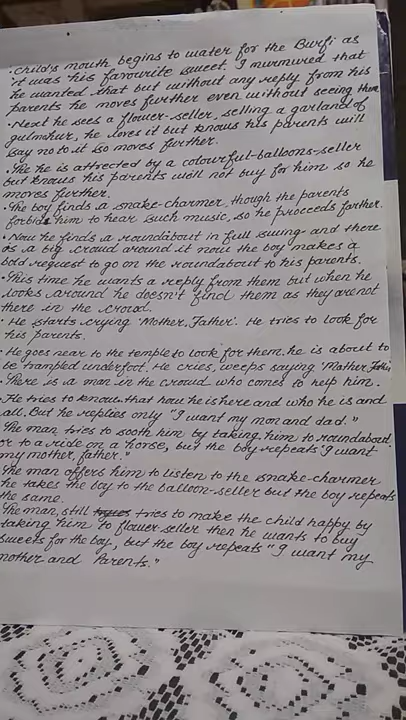 • Child's mouth begins to water for the Burfi as
it was his favourite sweet. I murmured that
he wanted that but without any reply from his
parents he moves further even without seeing them
• Next he sees a flower-seller, selling a garland of
gulmohur, he loves it but knows his parents will
say no to it so moves further.
• The he is attrected by a colourful-balloons-seller
but knows his parents will not buy for him so he
moves further.
• The boy finds a snake-charmer, though the parents
forbids him to hear such music, so he proceeds farther.
• Now he finds a roundabout in full swing and there
is a big crowd around it now the boy makes a
bold request to go on the roundabout to his parents.
• This time he wants a reply from them but when he
looks around he doesn't find them as they are not
there in the crowd.
• He starts crying 'Mother, Father'. He tries to look for
his parents.
• He goes near to the temple to look for them, he is about to
be trampled underfoot. He cries, weeps saying 'Mather,
• There is a man in the crowd who comes to help him.
• He tries to know that how he is here and who he is and
all. But he replies only "I want my mon and dad."
• The man tries to sooth him by taking him to roundabout
or to a ride on a horse, but the boy repeats "I want
my mother, father."
The man offers him to listen to the snake-charmer
he takes the boy to the balloon-seller but the boy repeats
the same.
The man, still tries to make the child happy by
taking him to flower seller then he wants to buy
sweets for the boy, but the boy repeats "I want my
mother and Parents."